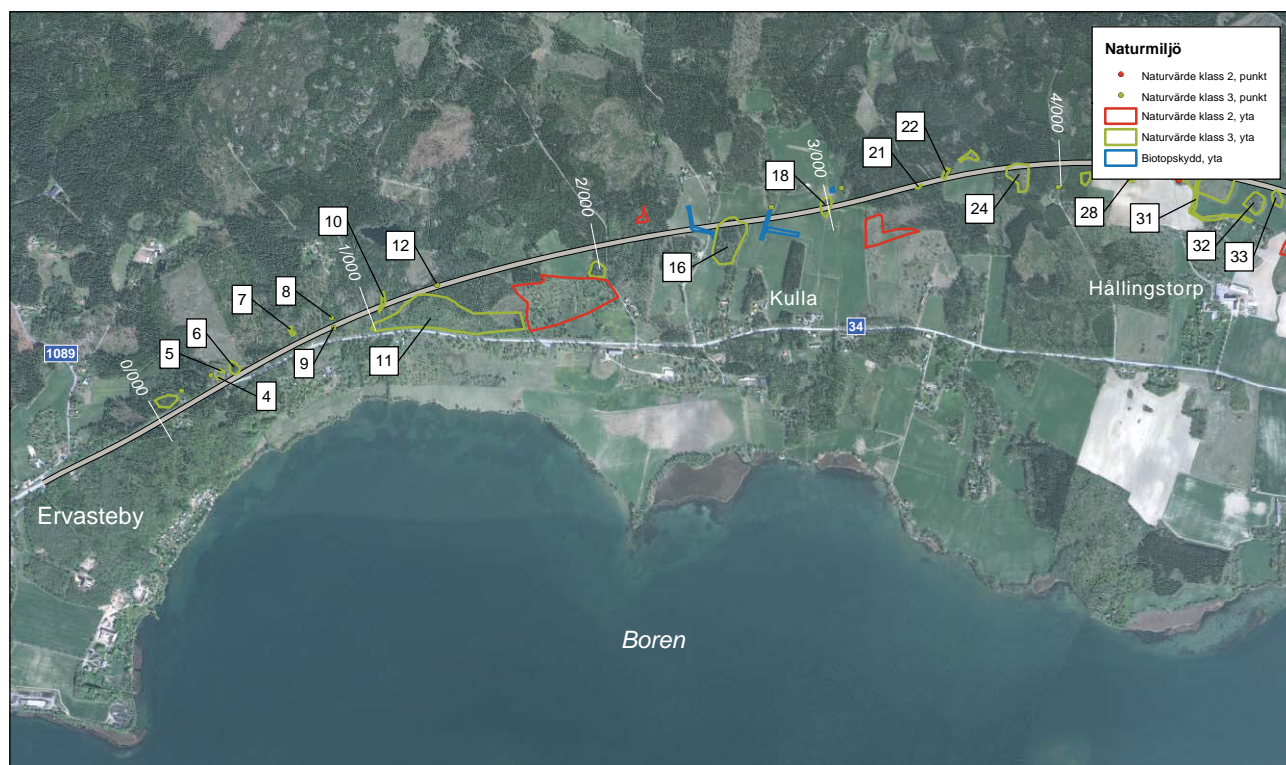 Naturmiljö
Naturvärde klass 2, punkt
Naturvärde klass 3, punkt
Naturvärde klass 2, yta
Naturvärde klass 3, yta
Biotopskydd, yta
4/000
22
21
3/000
18
24
28
31
32
33
2/000
16
12
10
1/000
8
7
6
5
4
9
11
Kulla
Hållingstorp
34
1089
0/000
Ervasteby
Boren